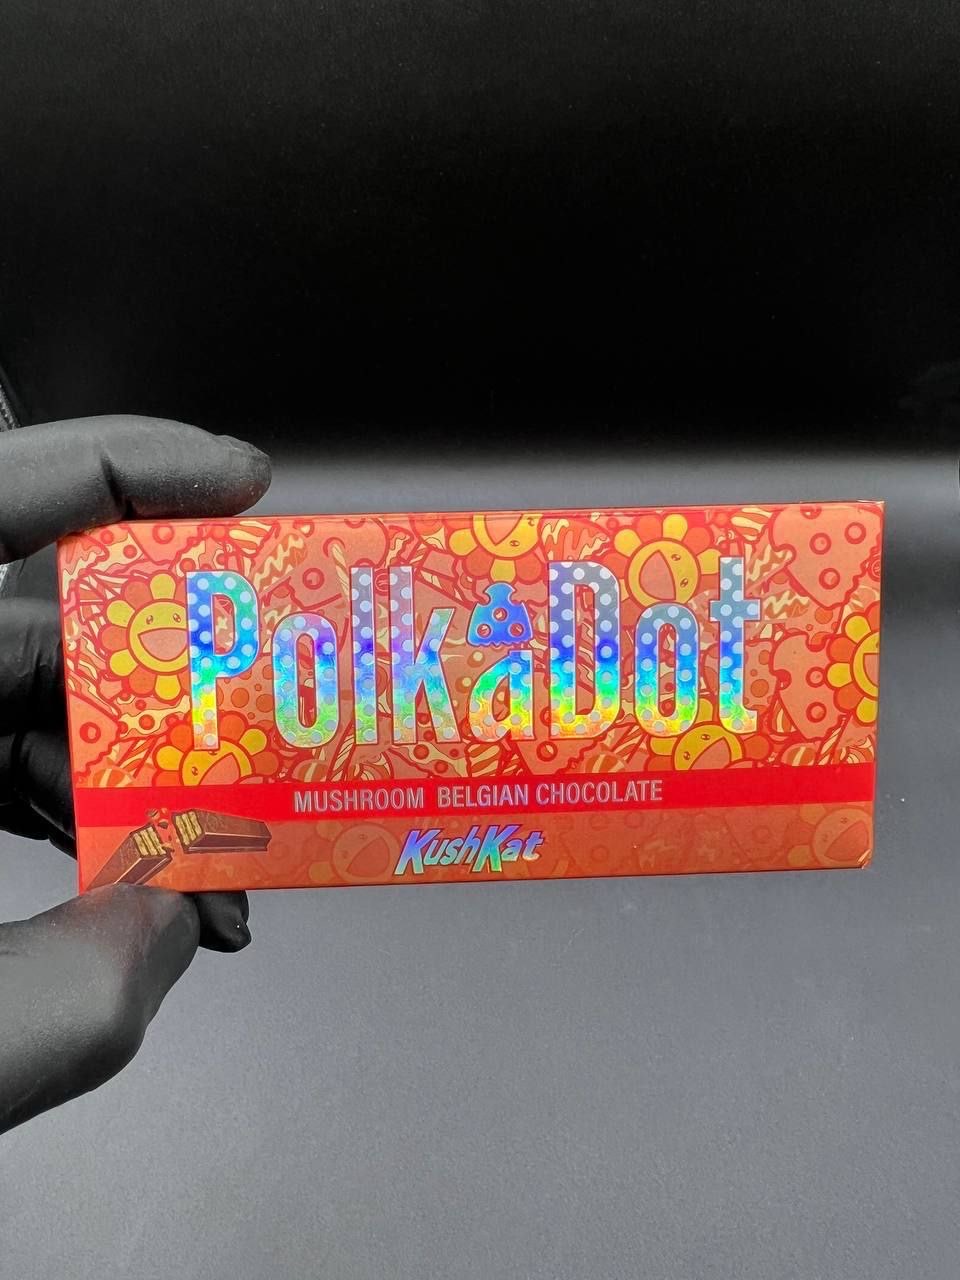 PolkaDot
MUSHROOM BELGIAN CHOCOLATE
KushKat